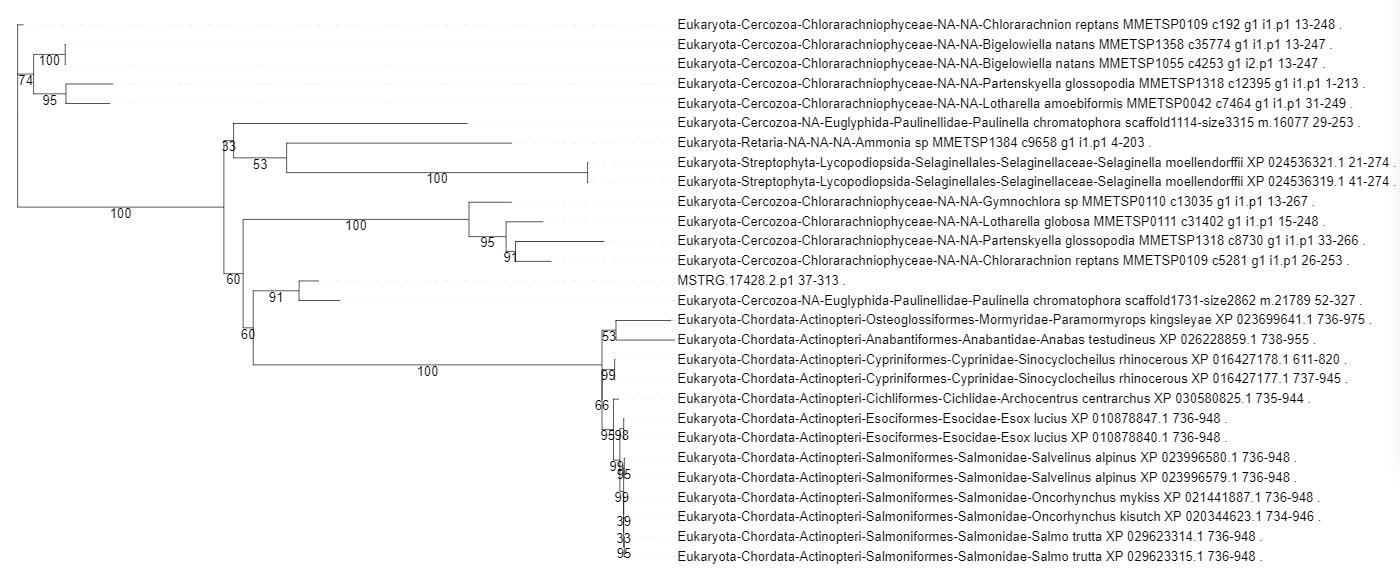 Eukaryota-Cercozoa-Chlorarachniophyceae-NA-NA-Chlorarachnion reptans MMETSP0109 c192 g1 i1.p1 13-248 .
Eukaryota-Cercozoa-Chlorarachniophyceae-NA-NA-Bigelowiella natans MMETSP1358 c35774 g1 i1.p1 13-247 .
100
Eukaryota-Cercozoa-Chlorarachniophyceae-NA-NA-Bigelowiella natans MMETSP1055 c4253 g1 i2.p1 13-247 .
74
Eukaryota-Cercozoa-Chlorarachniophyceae-NA-NA-Partenskyella glossopodia MMETSP1318 c12395 g1 i1.p1 1-213 .
95
Eukaryota-Cercozoa-Chlorarachniophyceae-NA-NA-Lotharella amoebiformis MMETSP0042 c7464 g1 i1.p1 31-249 .
Eukaryota-Cercozoa-NA-Euglyphida-Paulinellidae-Paulinella chromatophora scaffold1114-size3315 m.16077 29-253 .
33
Eukaryota-Retaria-NA-NA-NA-Ammonia sp MMETSP1384 c9658 g1 i1.p1 4-203 .
53
Eukaryota-Streptophyta-Lycopodiopsida-Selaginellales-Selaginellaceae-Selaginella moellendorffii XP 024536321.1 21-274 .
100
Eukaryota-Streptophyta-Lycopodiopsida-Selaginellales-Selaginellaceae-Selaginella moellendorffii XP 024536319.1 41-274 .
Eukaryota-Cercozoa-Chlorarachniophyceae-NA-NA-Gymnochlora sp MMETSP0110 c13035 g1 i1.p1 13-267 .
100
100
Eukaryota-Cercozoa-Chlorarachniophyceae-NA-NA-Lotharella globosa MMETSP0111 c31402 g1 i1.p1 15-248 .
95
Eukaryota-Cercozoa-Chlorarachniophyceae-NA-NA-Partenskyella glossopodia MMETSP1318 c8730 g1 i1.p1 33-266 .
91
Eukaryota-Cercozoa-Chlorarachniophyceae-NA-NA-Chlorarachnion reptans MMETSP0109 c5281 g1 i1.p1 26-253 .
60
MSTRG.17428.2.p1 37-313 .
91
Eukaryota-Cercozoa-NA-Euglyphida-Paulinellidae-Paulinella chromatophora scaffold1731-size2862 m.21789 52-327 .
Eukaryota-Chordata-Actinopteri-Osteoglossiformes-Mormyridae-Paramormyrops kingsleyae XP 023699641.1 736-975 .
60
53
Eukaryota-Chordata-Actinopteri-Anabantiformes-Anabantidae-Anabas testudineus XP 026228859.1 738-955 .
Eukaryota-Chordata-Actinopteri-Cypriniformes-Cyprinidae-Sinocyclocheilus rhinocerous XP 016427178.1 611-820 .
100
99
Eukaryota-Chordata-Actinopteri-Cypriniformes-Cyprinidae-Sinocyclocheilus rhinocerous XP 016427177.1 737-945 .
Eukaryota-Chordata-Actinopteri-Cichliformes-Cichlidae-Archocentrus centrarchus XP 030580825.1 735-944 .
66
Eukaryota-Chordata-Actinopteri-Esociformes-Esocidae-Esox lucius XP 010878847.1 736-948 .
95
98
Eukaryota-Chordata-Actinopteri-Esociformes-Esocidae-Esox lucius XP 010878840.1 736-948 .
Eukaryota-Chordata-Actinopteri-Salmoniformes-Salmonidae-Salvelinus alpinus XP 023996580.1 736-948 .
99
95
Eukaryota-Chordata-Actinopteri-Salmoniformes-Salmonidae-Salvelinus alpinus XP 023996579.1 736-948 .
99
Eukaryota-Chordata-Actinopteri-Salmoniformes-Salmonidae-Oncorhynchus mykiss XP 021441887.1 736-948 .
Eukaryota-Chordata-Actinopteri-Salmoniformes-Salmonidae-Oncorhynchus kisutch XP 020344623.1 734-946 .
39
33
Eukaryota-Chordata-Actinopteri-Salmoniformes-Salmonidae-Salmo trutta XP 029623314.1 736-948 .
95
Eukaryota-Chordata-Actinopteri-Salmoniformes-Salmonidae-Salmo trutta XP 029623315.1 736-948 .